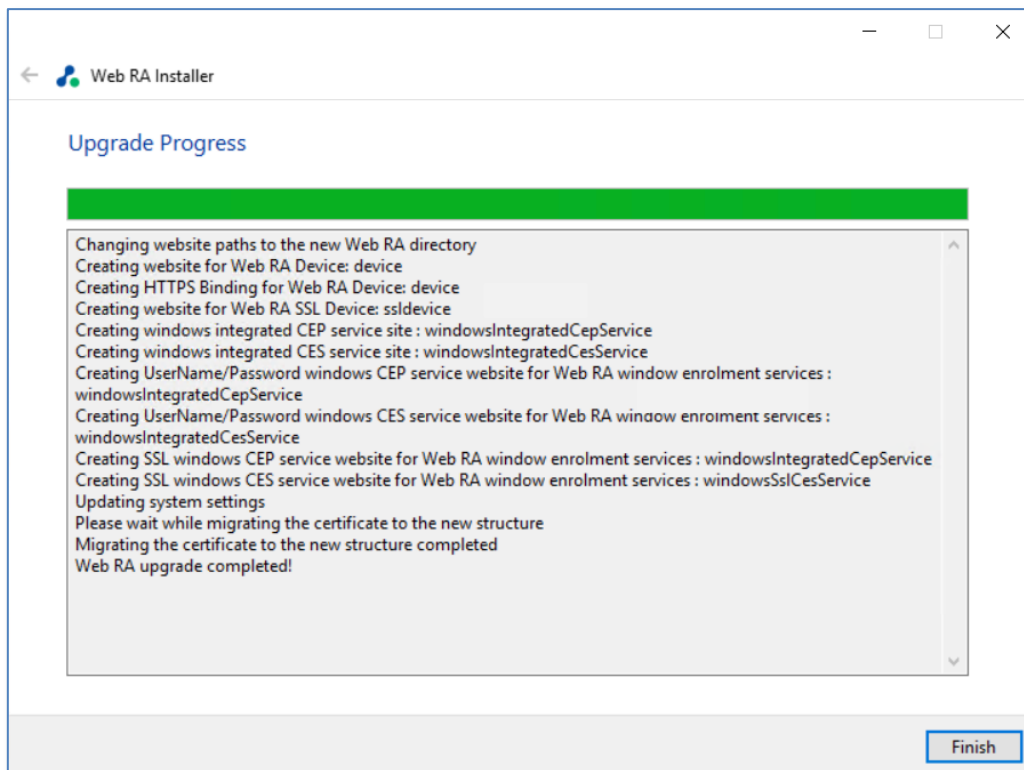 Web RA Installer
Upgrade Progress
Changing website paths to the new Web RA directory
Creating website for Web RA Device: device
Creating HTTPS Binding for Web RA Device: device
Creating website for Web RA SSL Device: ssldevice
Creating windows integrated CEP service site : windowsIntegratedCepService
Creating windows integrated CES service site : windowsIntegratedCesService
Creating UserName/Password windows CEP service website for Web RA window enrolment services :
windowsIntegratedCepService
Creating UserName/Password windows CES service website for Web RA window enrolment services :
windowsIntegratedCesService
Creating SSL windows CEP service website for Web RA window enrolment services : windowsIntegratedCepService
Creating SSL windows CES service website for Web RA window enrolment services : windowsSslCesService
Updating system settings
Please wait while migrating the certificate to the new structure
Migrating the certificate to the new structure completed
Web RA upgrade completed!
Finish